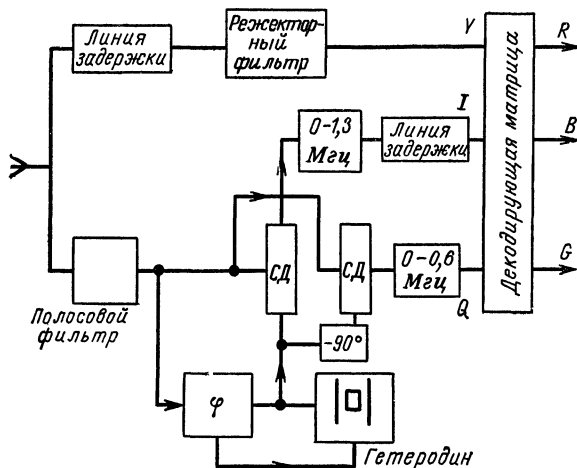 Линия
задержки
Режектор-
ный
фильтр
Y
R
I
0-1,3
Мгц
Линия
задержки
B
Декодирующая матрица
СД
СД
0-0,6
Мгц
G
Полосовой
фильтр
-90°
Q
φ
Гетеродин